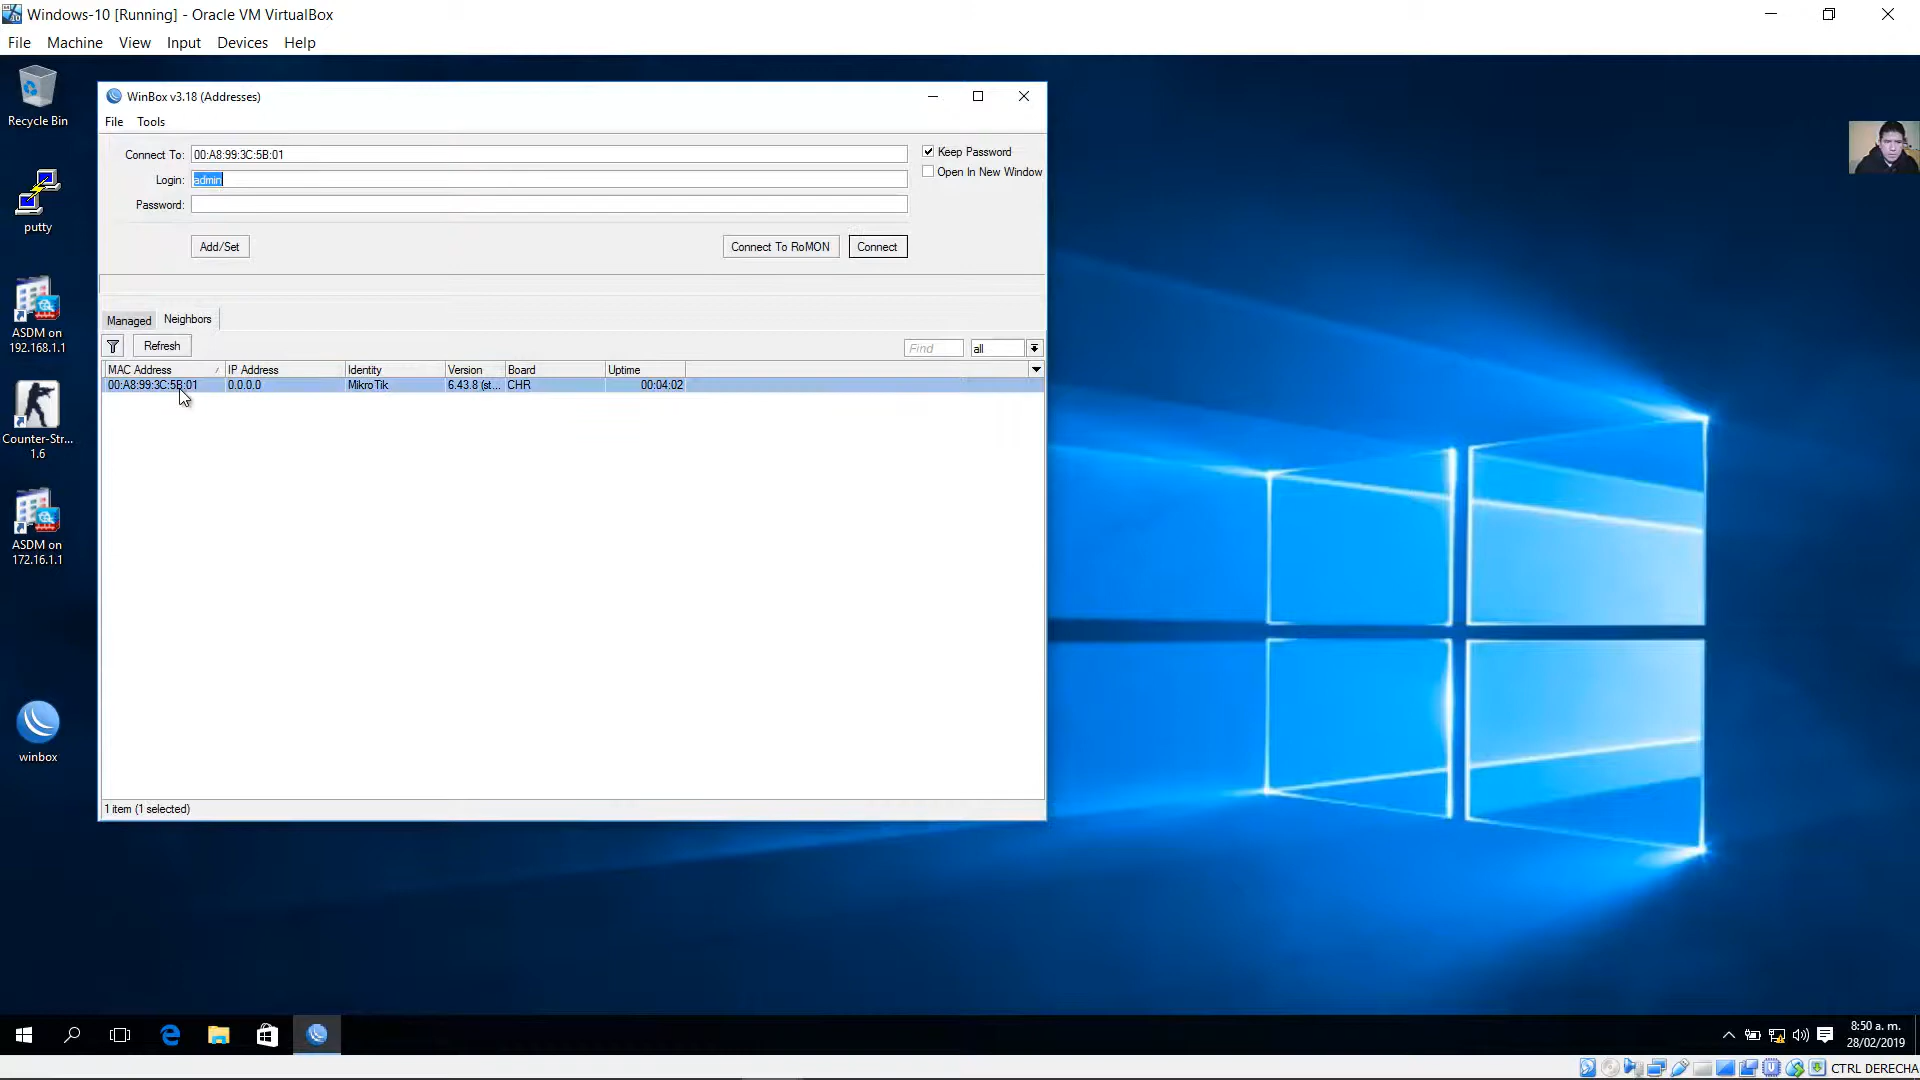 Windows-10 [Running] - Oracle VM VirtualBox
File Machine View Input Devices Help
Recycle Bin
putty
ASDM on
192.168.1.1
Counter-Str...
1.6
ASDM on
172.16.1.1
winbox
WinBox v3.18 (Addresses)
File Tools
Connect To: 00:A8:99:3C:5B:01
Keep Password
Login: admin
Open In New Window
Password:
Add/Set Connect To RoMON Connect
Managed Neighbors
Refresh Find all
MAC Address IP Address Identity Version Board Uptime
00:A8:99:3C:5B:01 0.0.0.0 MikroTik 6.43.8 (st... CHR 00:04:02
1 item (1 selected)
8:50 a. m.
28/02/2019
CTRL DERECHA